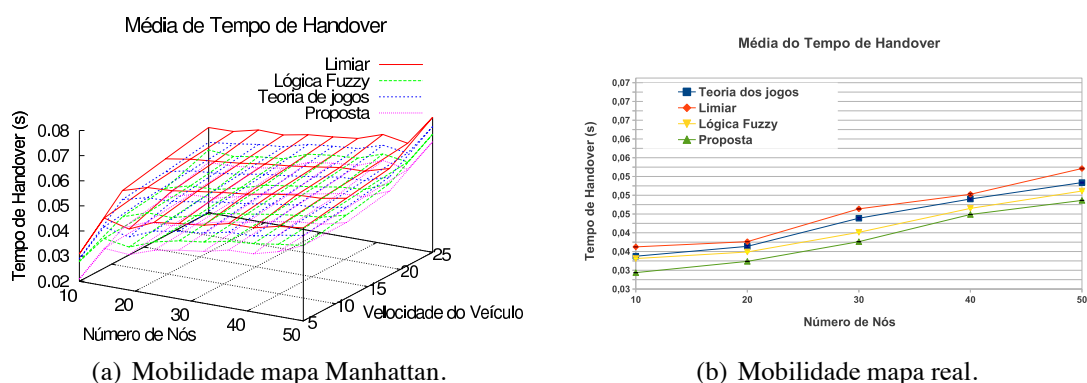 Média de Tempo de Handover
Limiar
Lógica Fuzzy
Teoria de jogos
Proposta
Tempo de Handover (s)
0.08
0.07
0.06
0.05
0.04
0.03
0.02
10
20
30
40
50
Número de Nós
5
10
15
20
25
Velocidade do Veículo
(a) Mobilidade mapa Manhattan.
Média do Tempo de Handover
Teoria dos jogos
Limiar
Lógica Fuzzy
Proposta
Tempo de Handover (s)
0,07
0,07
0,06
0,06
0,05
0,05
0,04
0,04
0,03
0,03
10
20
30
40
50
Número de Nós
(b) Mobilidade mapa real.